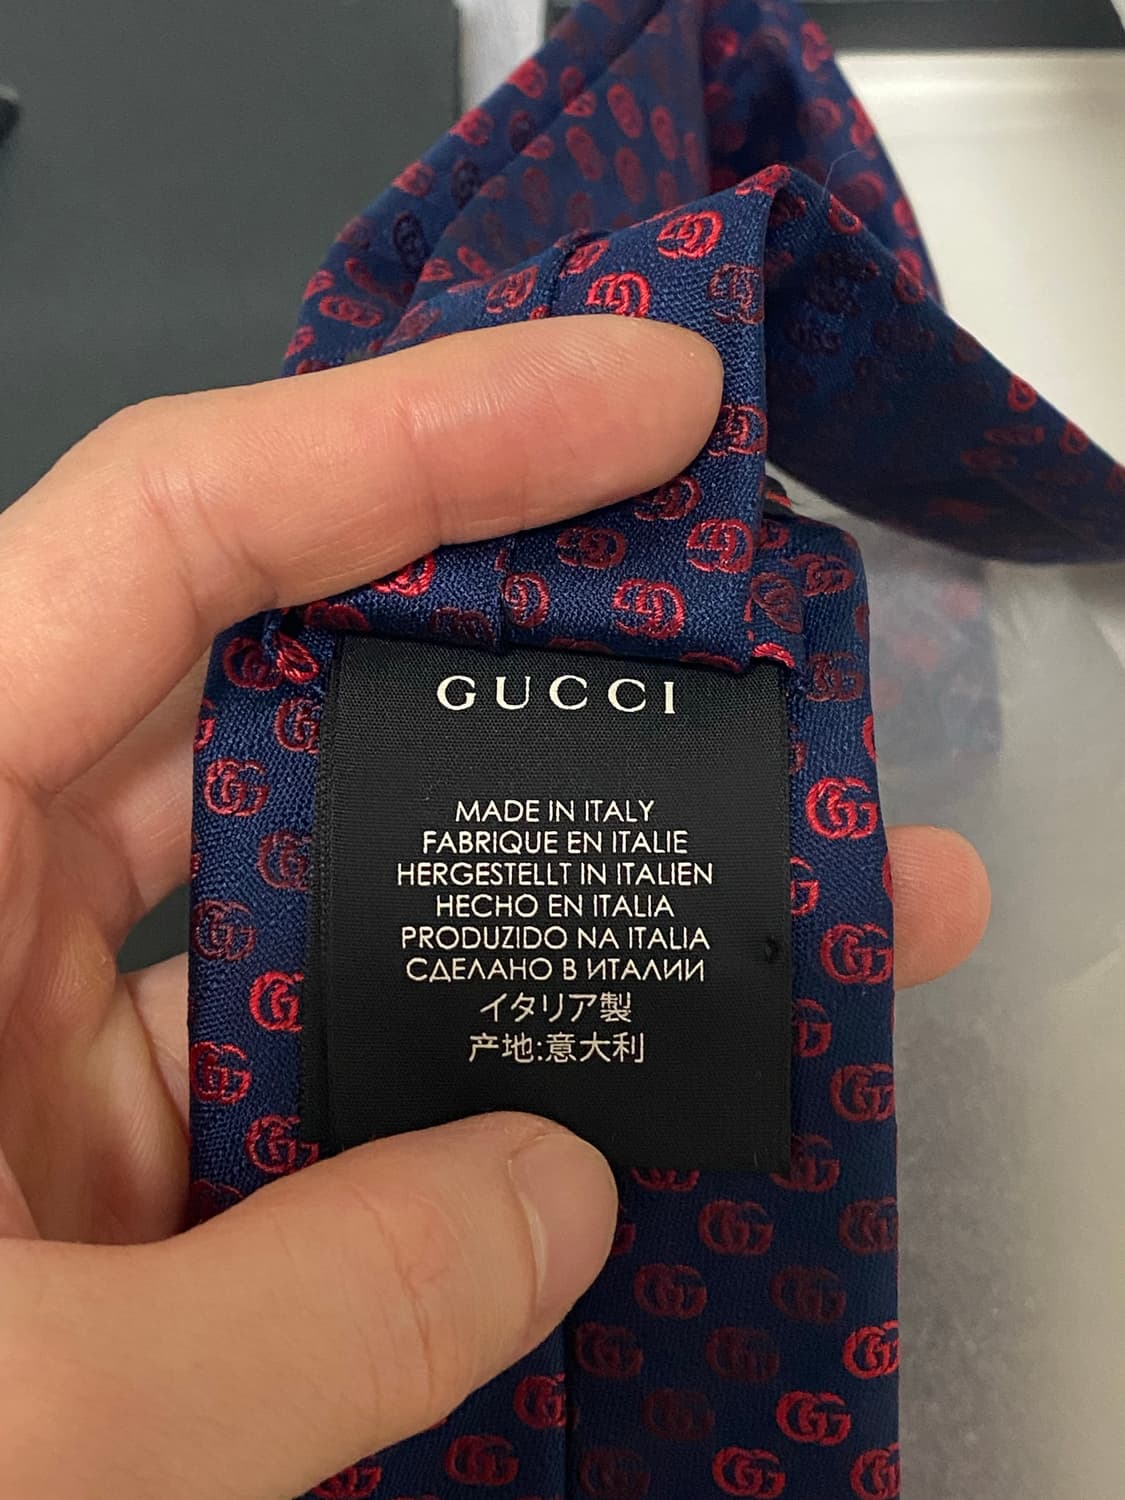 GUCCI
MADE IN ITALY
FABRIQUE EN ITALIE
HERGESTELLT IN ITALIEN
HECHO EN ITALIA
PRODUZIDO NA ITALIA
СДЕЛАНО В ИТАЛИИ
イタリア製
产地:意大利